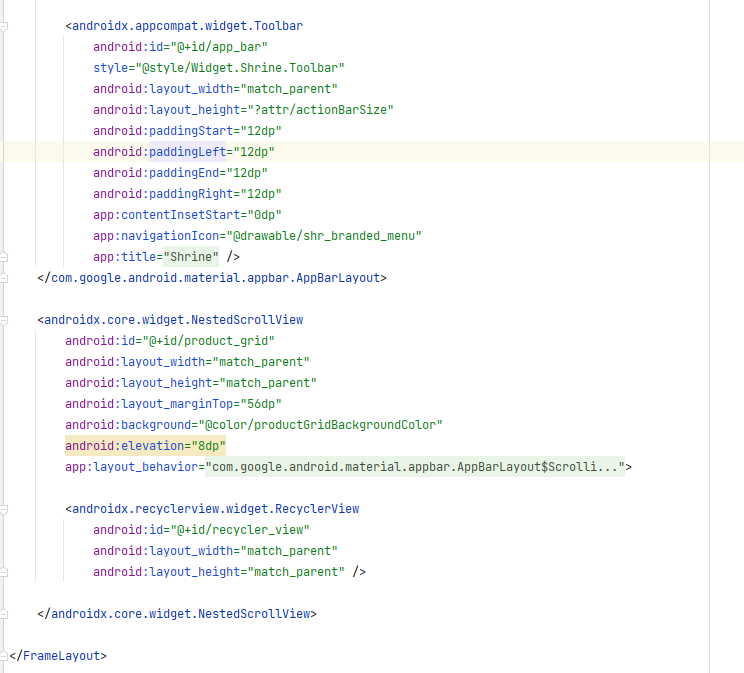 <androidx.appcompat.widget.Toolbar
android:id="@+id/app_bar"
style="@style/Widget.Shrine.Toolbar"
android:layout_width="match_parent"
android:layout_height="?attr/actionBarSize"
android:paddingStart="12dp"
android:paddingLeft="12dp"
android:paddingEnd="12dp"
android:paddingRight="12dp"
app:contentInsetStart="0dp"
app:navigationIcon="@drawable/shr_branded_menu"
app:title="Shrine" />
</com.google.android.material.appbar.AppBarLayout>
<androidx.core.widget.NestedScrollView
android:id="@+id/product_grid"
android:layout_width="match_parent"
android:layout_height="match_parent"
android:layout_marginTop="56dp"
android:background="@color/productGridBackgroundColor"
android:elevation="8dp"
app:layout_behavior="com.google.android.material.appbar.AppBarLayout$Scrolli...">
<androidx.recyclerview.widget.RecyclerView
android:id="@+id/recycler_view"
android:layout_width="match_parent"
android:layout_height="match_parent" />
</androidx.core.widget.NestedScrollView>
</FrameLayout>